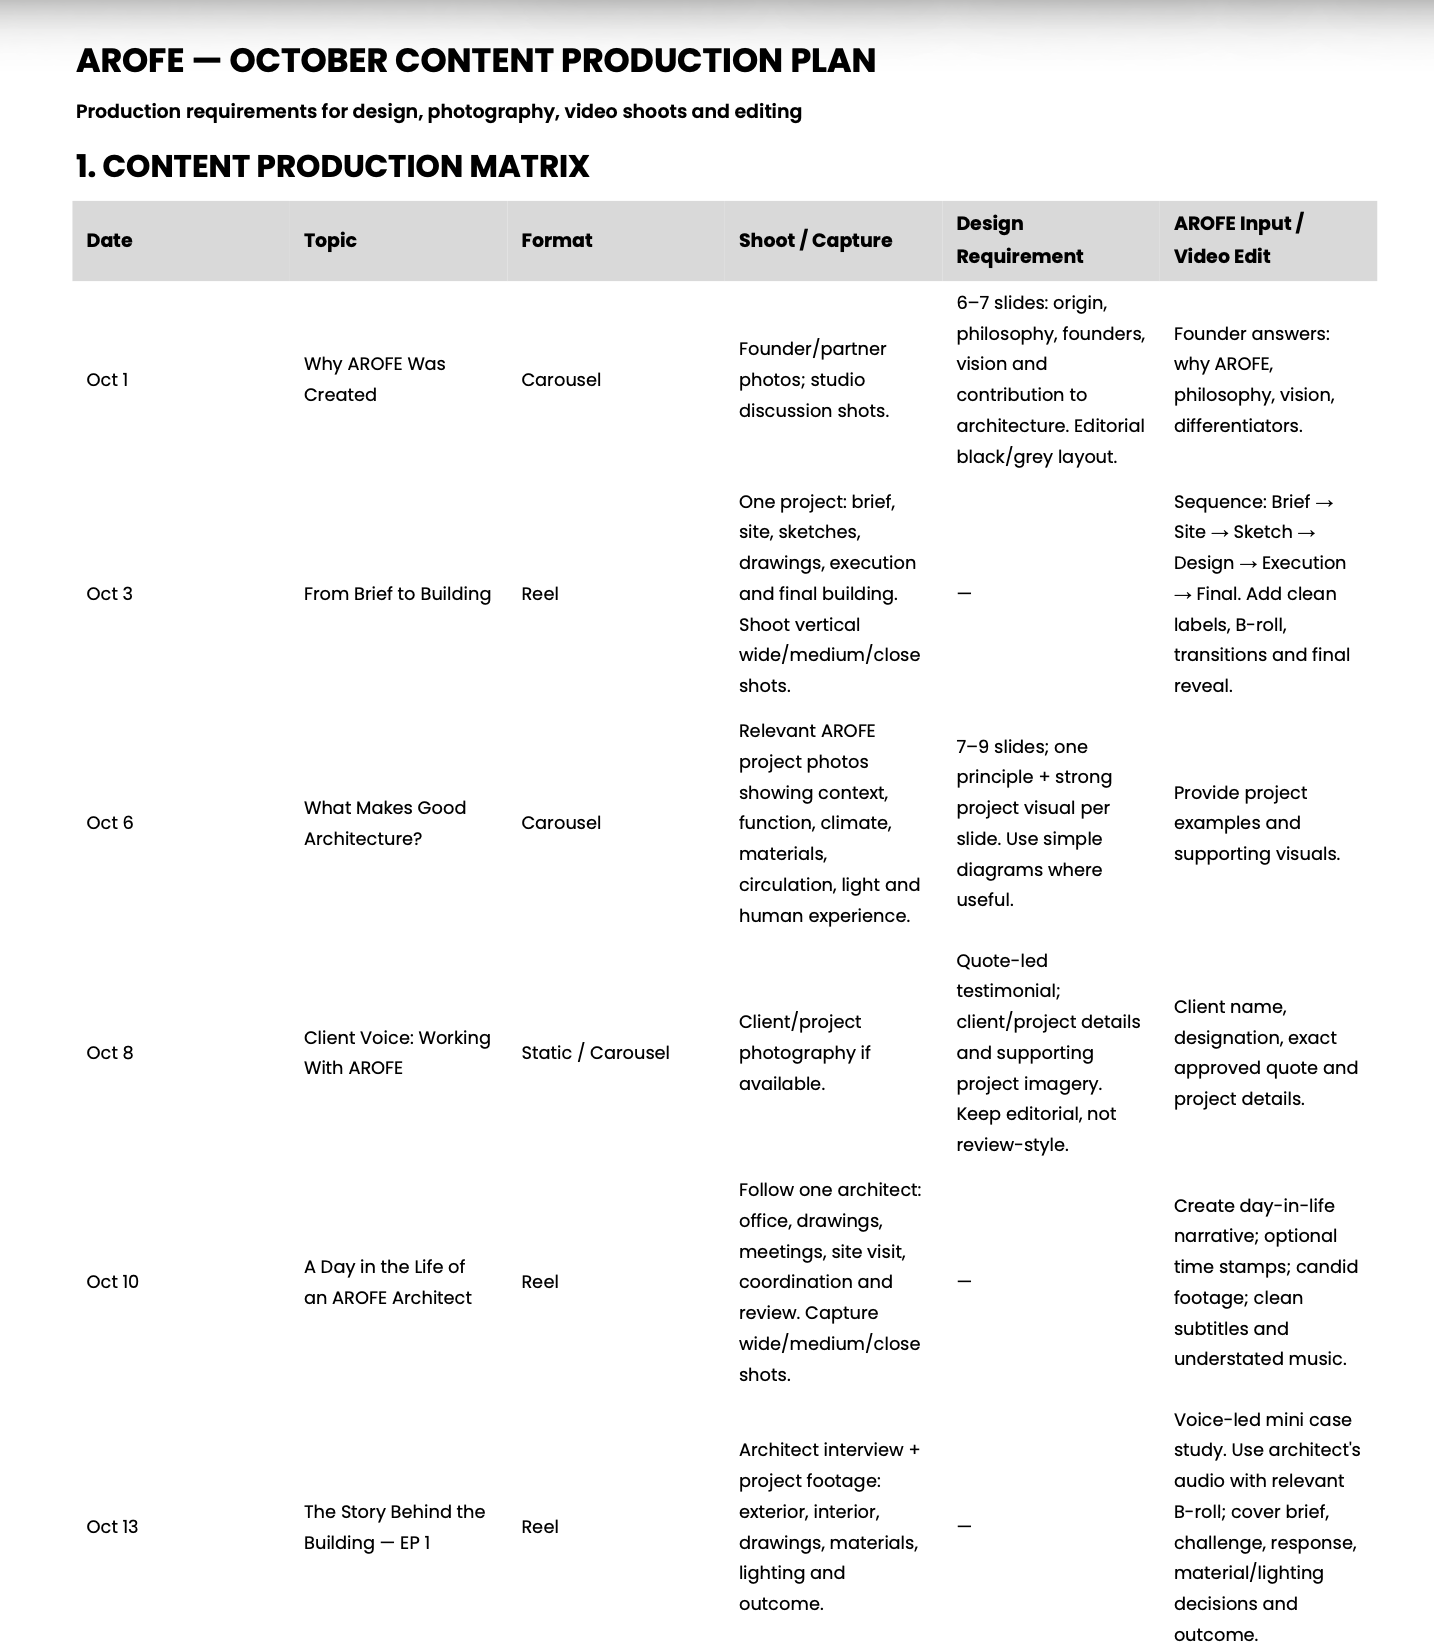 AROFE — OCTOBER CONTENT PRODUCTION PLAN
Production requirements for design, photography, video shoots and editing
1. CONTENT PRODUCTION MATRIX
Date
Topic
Format
Shoot / Capture
Design
Requirement
AROFE Input /
Video Edit
Oct 1
Why AROFE Was
Created
Carousel
Founder/partner
photos; studio
discussion shots.
6–7 slides: origin,
philosophy, founders,
vision and
contribution to
architecture. Editorial
black/grey layout.
Founder answers:
why AROFE,
philosophy, vision,
differentiators.
Oct 3
From Brief to Building
Reel
One project: brief,
site, sketches,
drawings, execution
and final building.
Shoot vertical
wide/medium/close
shots.
—
Sequence: Brief →
Site → Sketch →
Design → Execution
→ Final. Add clean
labels, B-roll,
transitions and final
reveal.
Oct 6
What Makes Good
Architecture?
Carousel
Relevant AROFE
project photos
showing context,
function, climate,
materials,
circulation, light and
human experience.
7–9 slides; one
principle + strong
project visual per
slide. Use simple
diagrams where
useful.
Provide project
examples and
supporting visuals.
Oct 8
Client Voice: Working
With AROFE
Static / Carousel
Client/project
photography if
available.
Quote-led
testimonial;
client/project details
and supporting
project imagery.
Keep editorial, not
review-style.
Client name,
designation, exact
approved quote and
project details.
Oct 10
A Day in the Life of
an AROFE Architect
Reel
Follow one architect:
office, drawings,
meetings, site visit,
coordination and
review. Capture
wide/medium/close
shots.
—
Create day-in-life
narrative; optional
time stamps; candid
footage; clean
subtitles and
understated music.
Oct 13
The Story Behind the
Building — EP 1
Reel
Architect interview +
project footage:
exterior, interior,
drawings, materials,
lighting and
outcome.
—
Voice-led mini case
study. Use architect's
audio with relevant
B-roll; cover brief,
challenge, response,
material/lighting
decisions and
outcome.